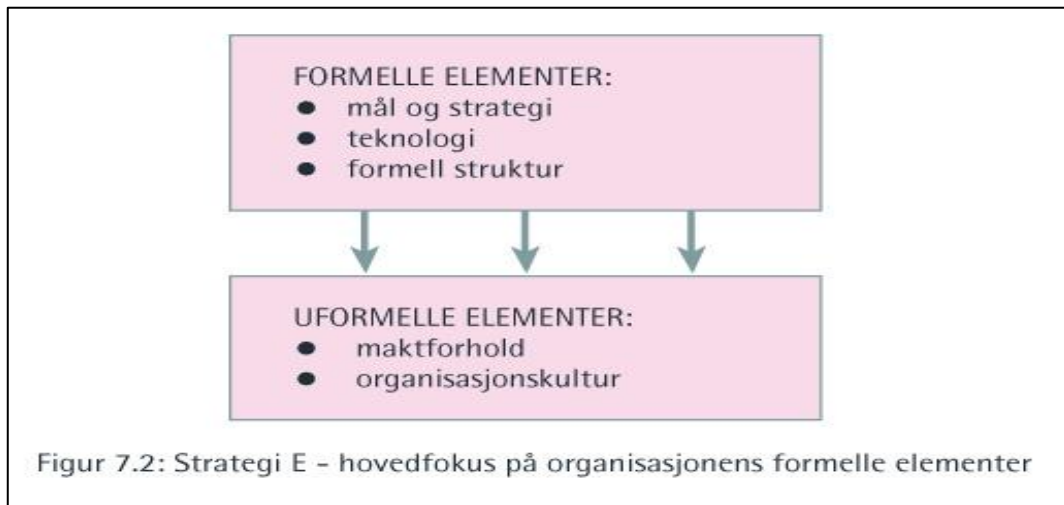 FORMELLE ELEMENTER:
● mål og strategi
● teknologi
● formell struktur
UFORMELLE ELEMENTER:
● maktforhold
● organisasjonskultur
Figur 7.2: Strategi E – hovedfokus på organisasjonens formelle elementer